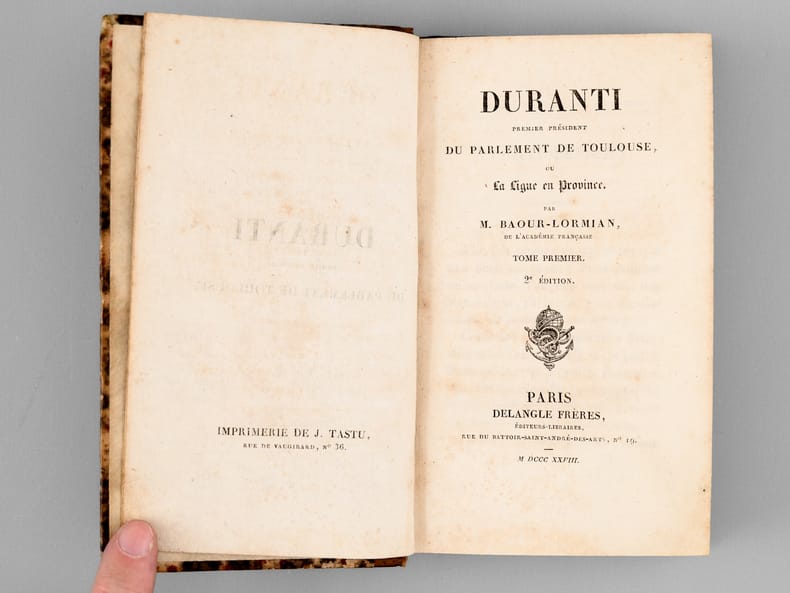 IMPRIMERIE DE J. TASTU,
RUE DE VAUGIRARD, Nº 36.
DURANTI
PREMIER PRÉSIDENT
DU PARLEMENT DE TOULOUSE,
OU
La Ligue en Province.
PAR
M. BAOUR-LORMIAN,
DE L'ACADÉMIE FRANÇAISE
TOME PREMIER.
2e ÉDITION.
PARIS
DELANGLE FRÈRES,
ÉDITEURS-LIBRAIRES,
RUE DU BATTOIR-SAINT-ANDRÉ-DES-ARTS, Nº 19.
M DCCC XXVIII.